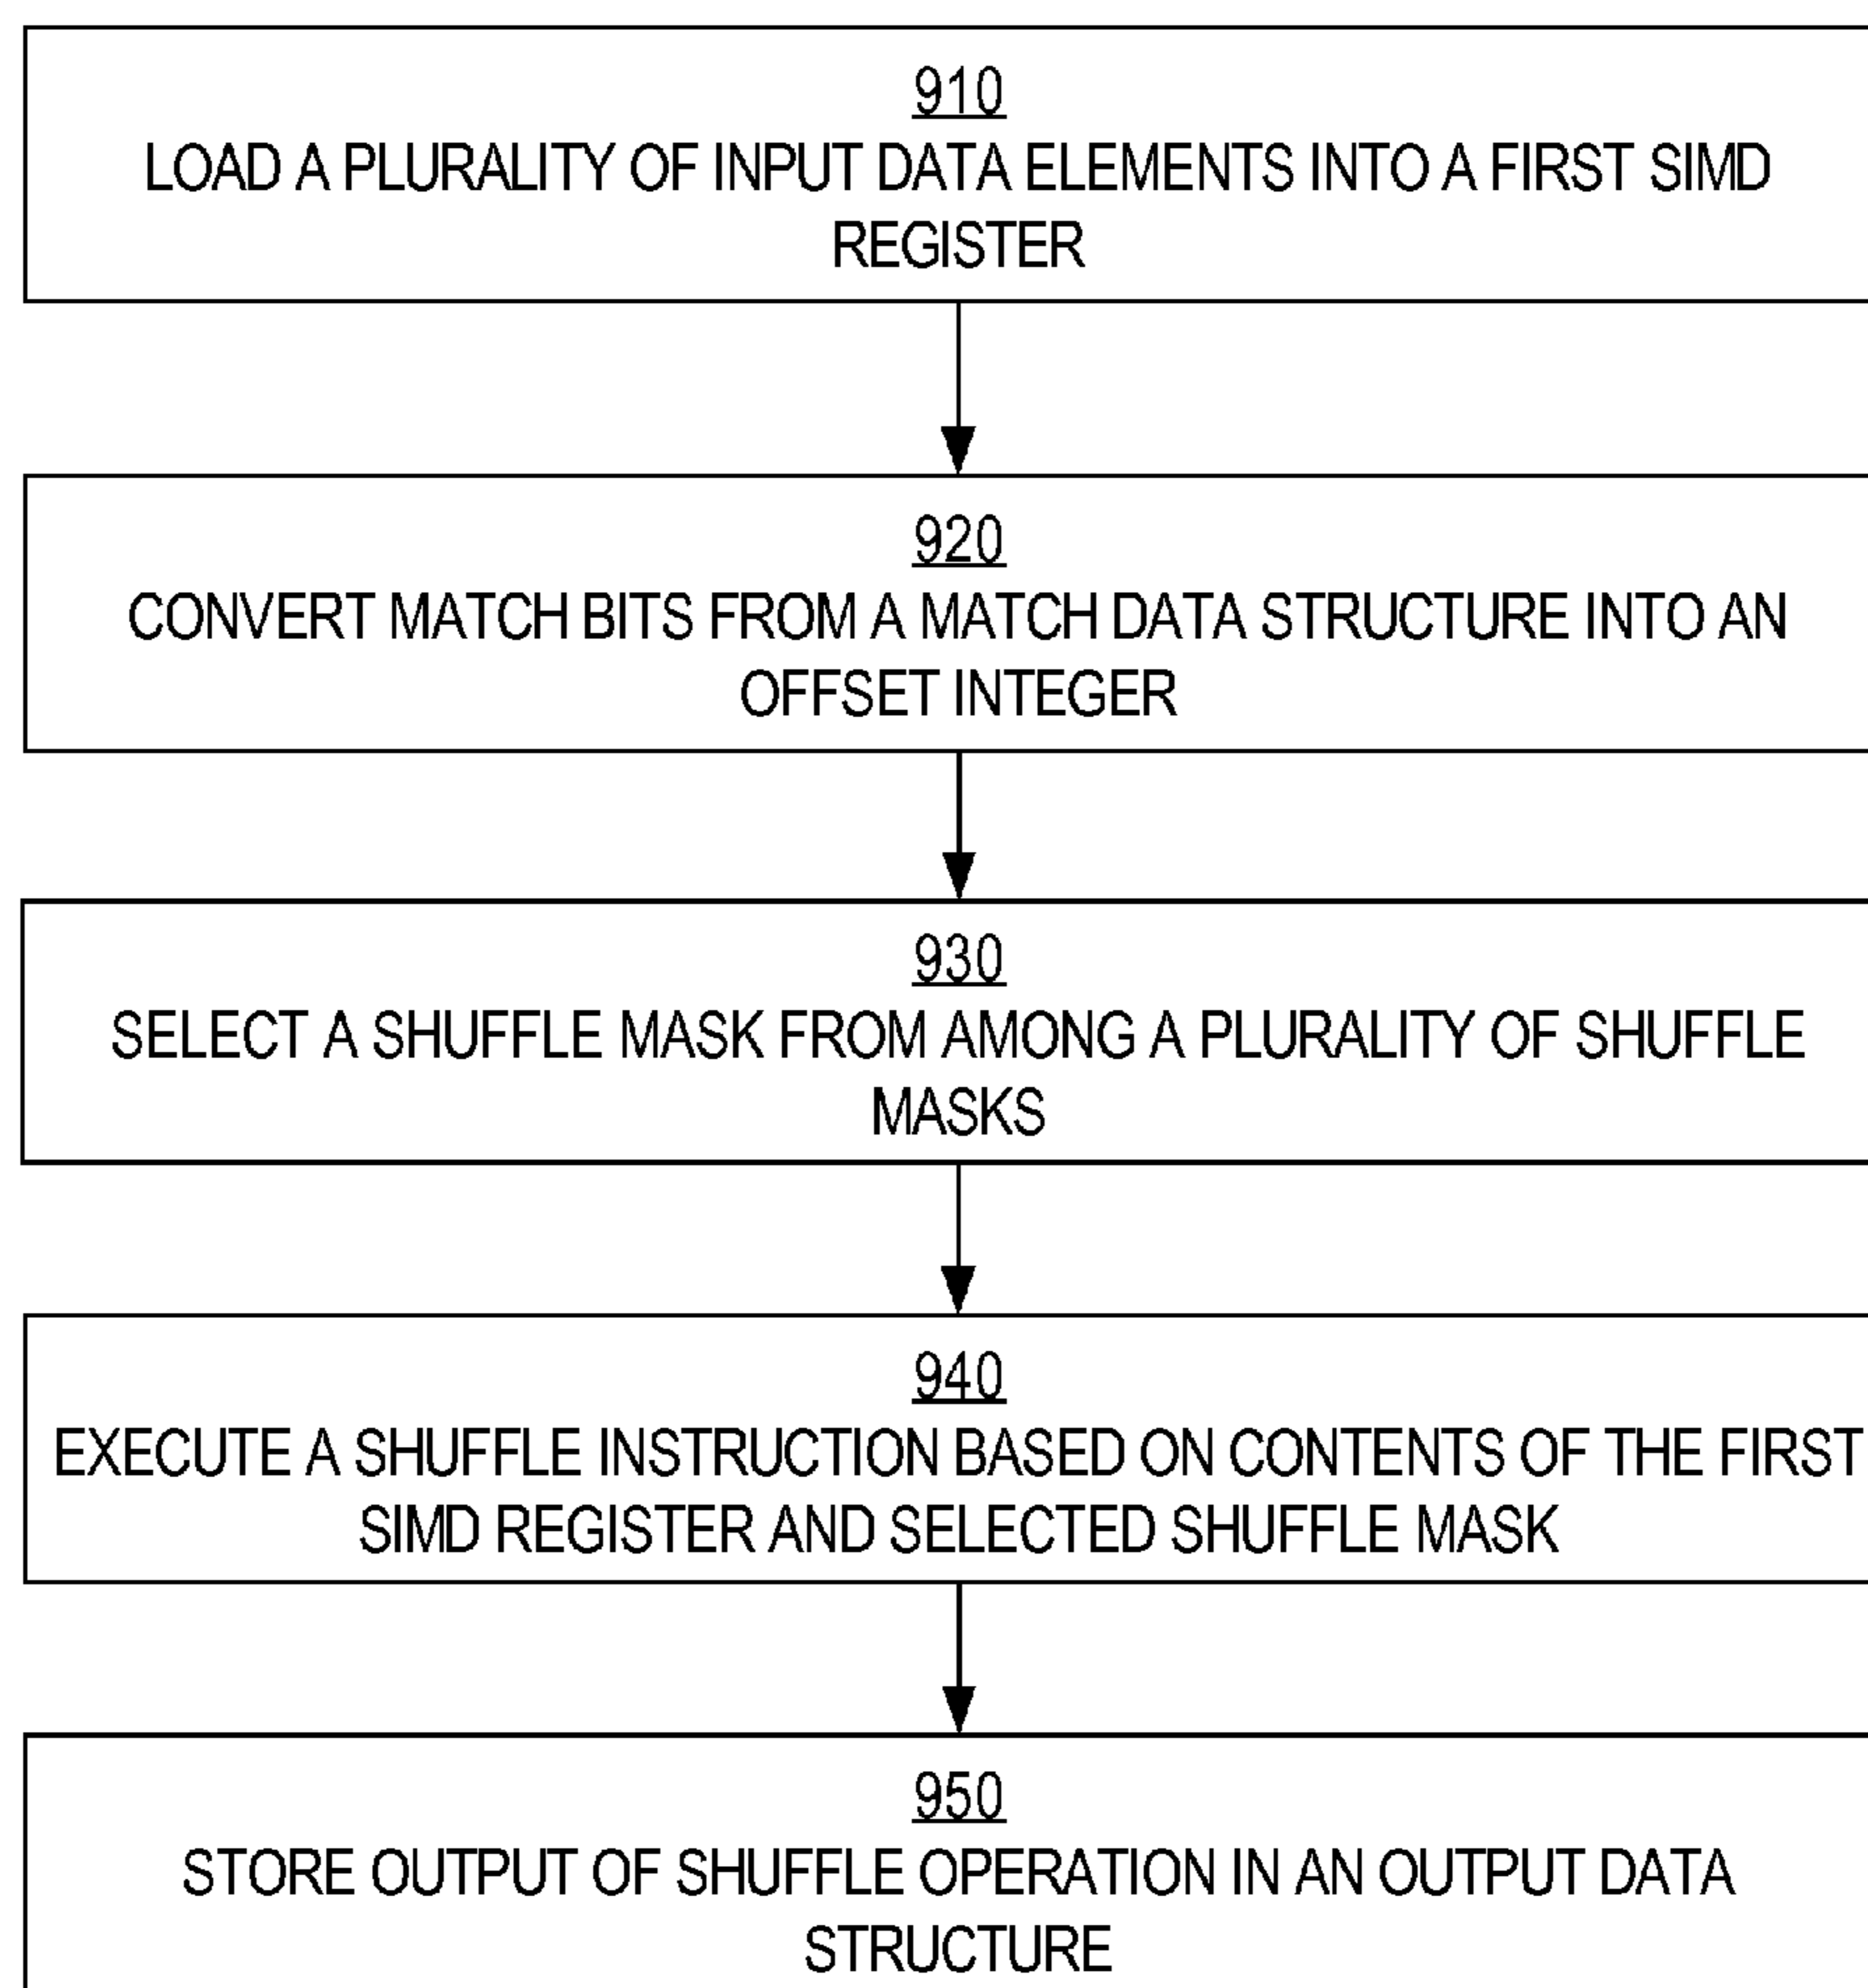 910
LOAD A PLURALITY OF INPUT DATA ELEMENTS INTO A FIRST SIMD
REGISTER
920
CONVERT MATCH BITS FROM A MATCH DATA STRUCTURE INTO AN
OFFSET INTEGER
930
SELECT A SHUFFLE MASK FROM AMONG A PLURALITY OF SHUFFLE
MASKS
940
EXECUTE A SHUFFLE INSTRUCTION BASED ON CONTENTS OF THE FIRST
SIMD REGISTER AND SELECTED SHUFFLE MASK
950
STORE OUTPUT OF SHUFFLE OPERATION IN AN OUTPUT DATA
STRUCTURE